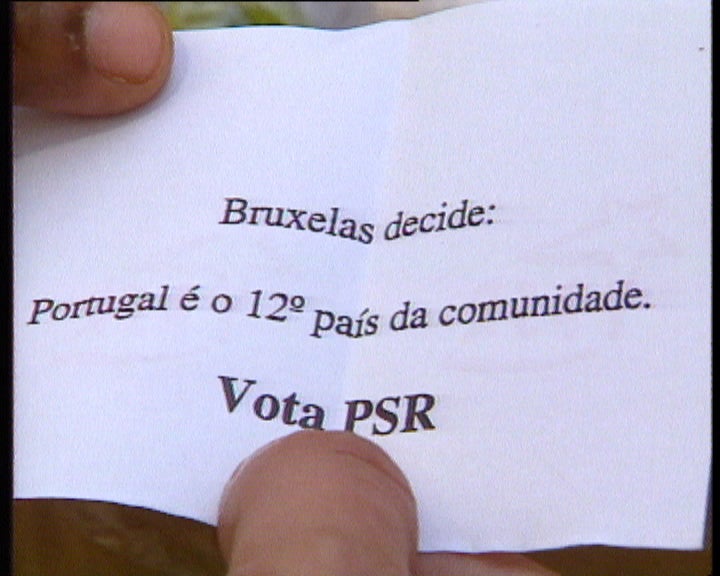 Bruxelas decide:
Portugal é o 12º país da comunidade.
Vota PSR